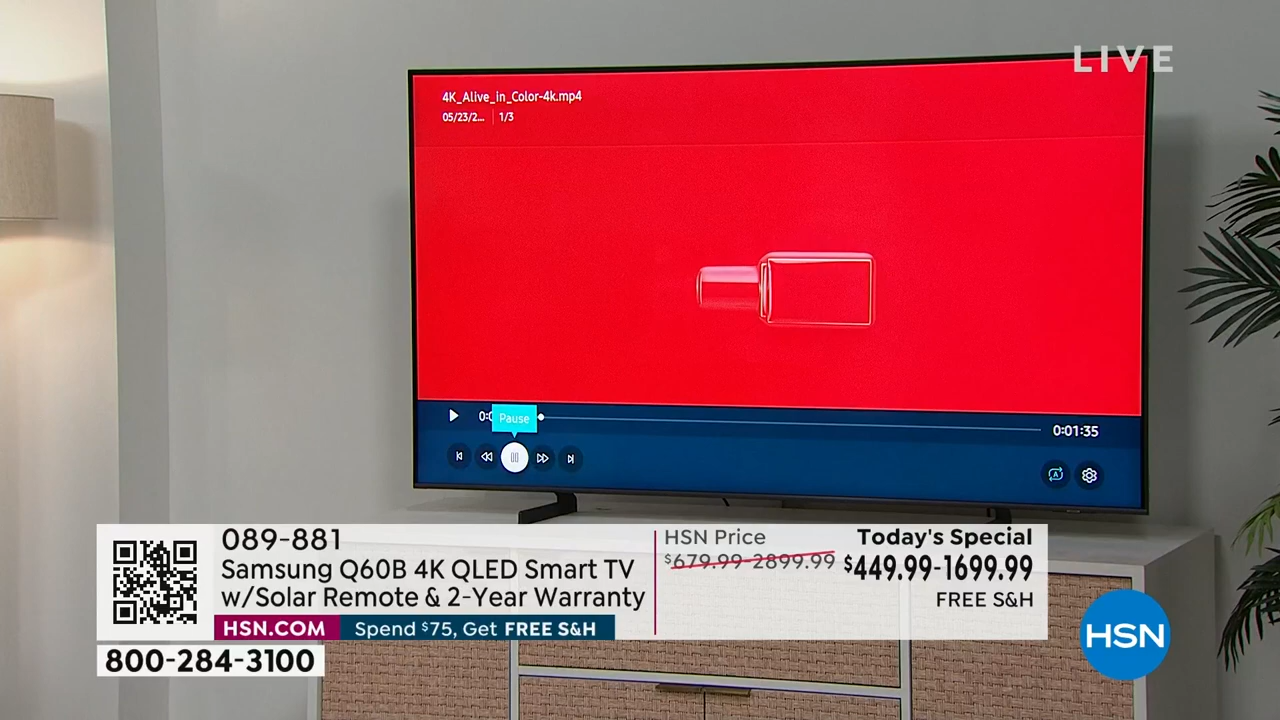 LIVE
4K_Alive_in_Color-4k.mp4
05/23/2... 1/3
Pause
0:01:35
089-881
Samsung Q60B 4K QLED Smart TV
w/Solar Remote & 2-Year Warranty
HSN.COM Spend $75, Get FREE S&H
800-284-3100
HSN Price
$679.99-2899.99
Today's Special
$449.99-1699.99
FREE S&H
HSN